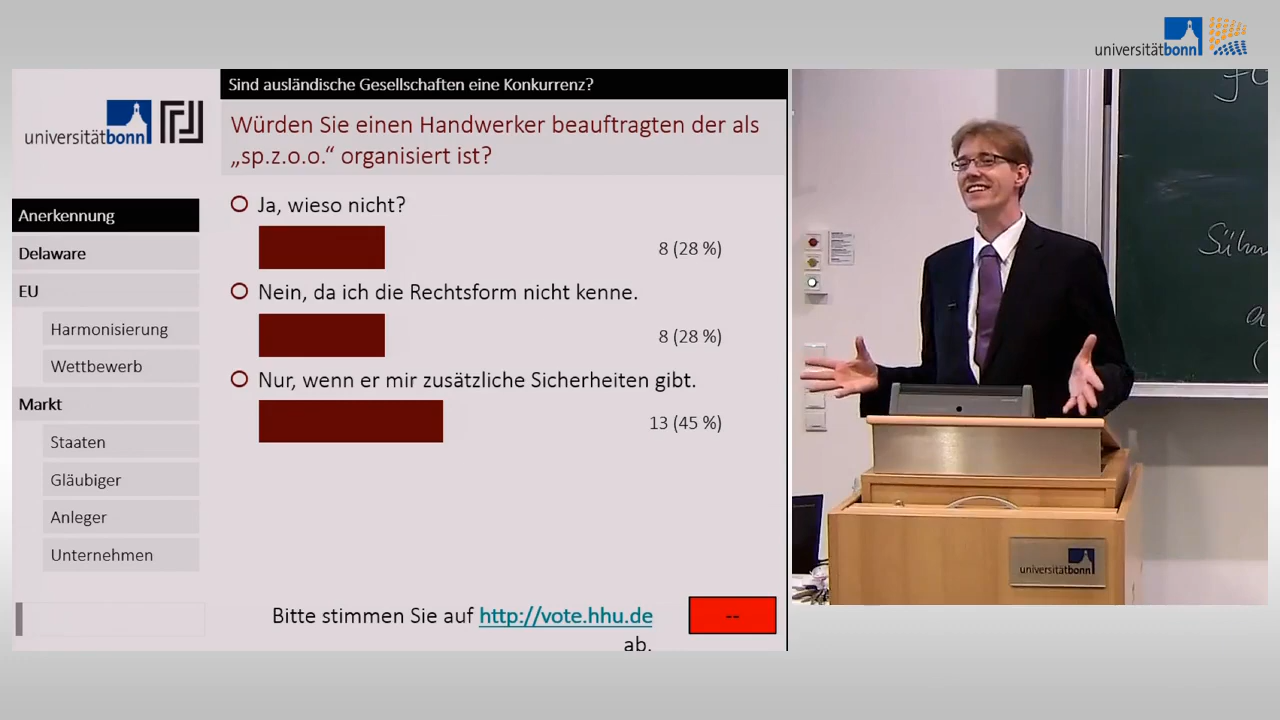 universitätbonn
Sind ausländische Gesellschaften eine Konkurrenz?
universitätbonn
Würden Sie einen Handwerker beauftragten der als
„sp.z.o.o.“ organisiert ist?
Anerkennung
Delaware
EU
Harmonisierung
Wettbewerb
Markt
Staaten
Gläubiger
Anleger
Unternehmen
Ja, wieso nicht?
8 (28 %)
Nein, da ich die Rechtsform nicht kenne.
8 (28 %)
Nur, wenn er mir zusätzliche Sicherheiten gibt.
13 (45 %)
Bitte stimmen Sie auf http://vote.hhu.de
ab.
--
universitätbonn